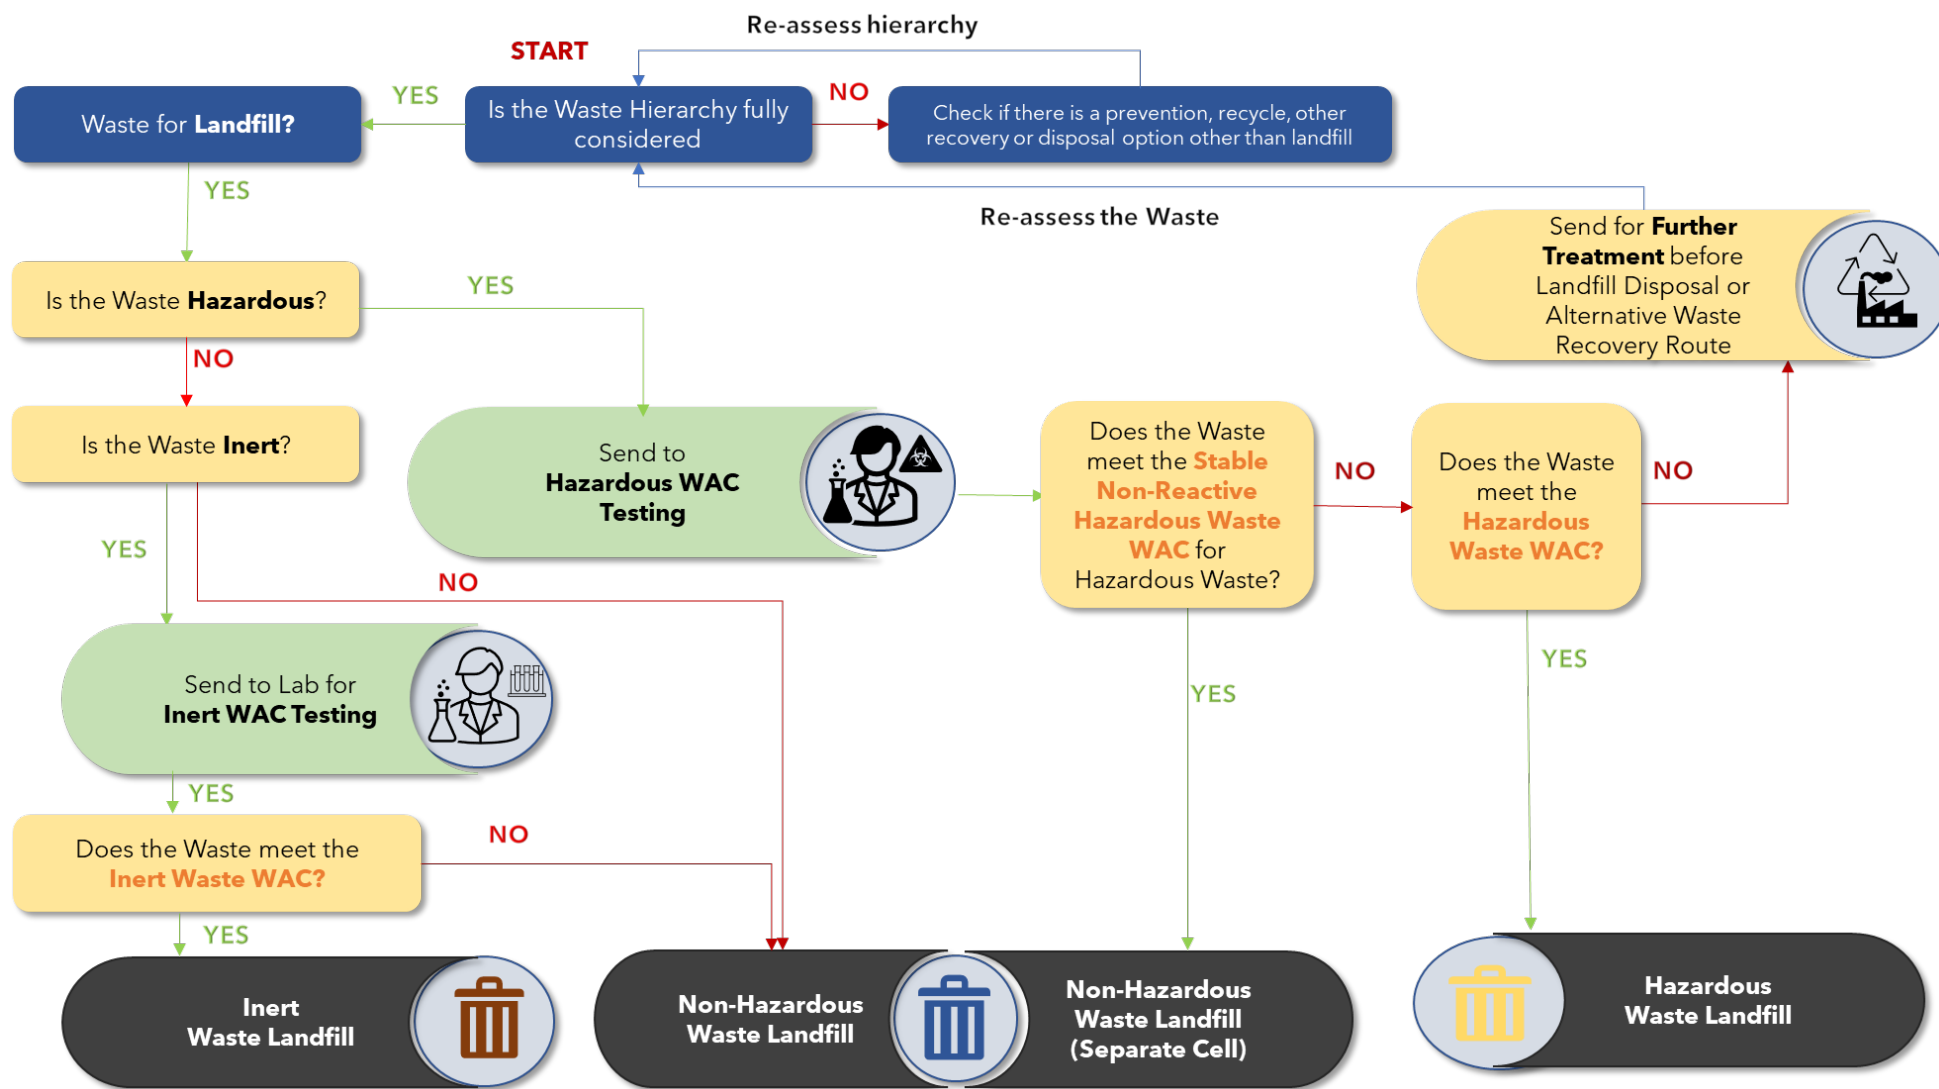 Re-assess hierarchy
START
Waste for Landfill?
YES
Is the Waste Hierarchy fully
considered
NO
Check if there is a prevention, recycle, other
recovery or disposal option other than landfill
YES
Re-assess the Waste
Send for Further
Treatment before
Landfill Disposal or
Alternative Waste
Recovery Route
Is the Waste Hazardous?
YES
NO
Is the Waste Inert?
Send to
Hazardous WAC
Testing
Does the Waste
meet the Stable
Non-Reactive
Hazardous Waste
WAC for
Hazardous Waste?
NO
Does the Waste
meet the
Hazardous
Waste WAC?
NO
YES
NO
Send to Lab for
Inert WAC Testing
YES
YES
YES
Does the Waste meet the
Inert Waste WAC?
NO
YES
Inert
Waste Landfill
Non-Hazardous
Waste Landfill
Non-Hazardous
Waste Landfill
(Separate Cell)
Hazardous
Waste Landfill